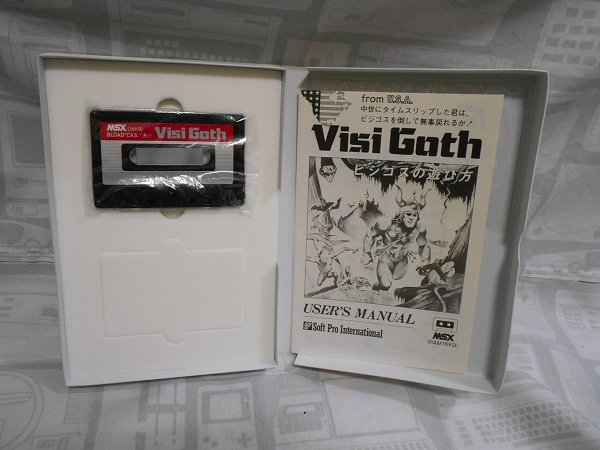 MSX (16KB)
BLOAD"CAS:",R
Visi Goth
from U.S.A.
中世にタイムスリップした君は、
ビジゴスを倒して無事戻れるか!
Visi Goth
ビジゴスの遊び方
USER'S MANUAL
Soft Pro International
MSX
(RAM16KB)